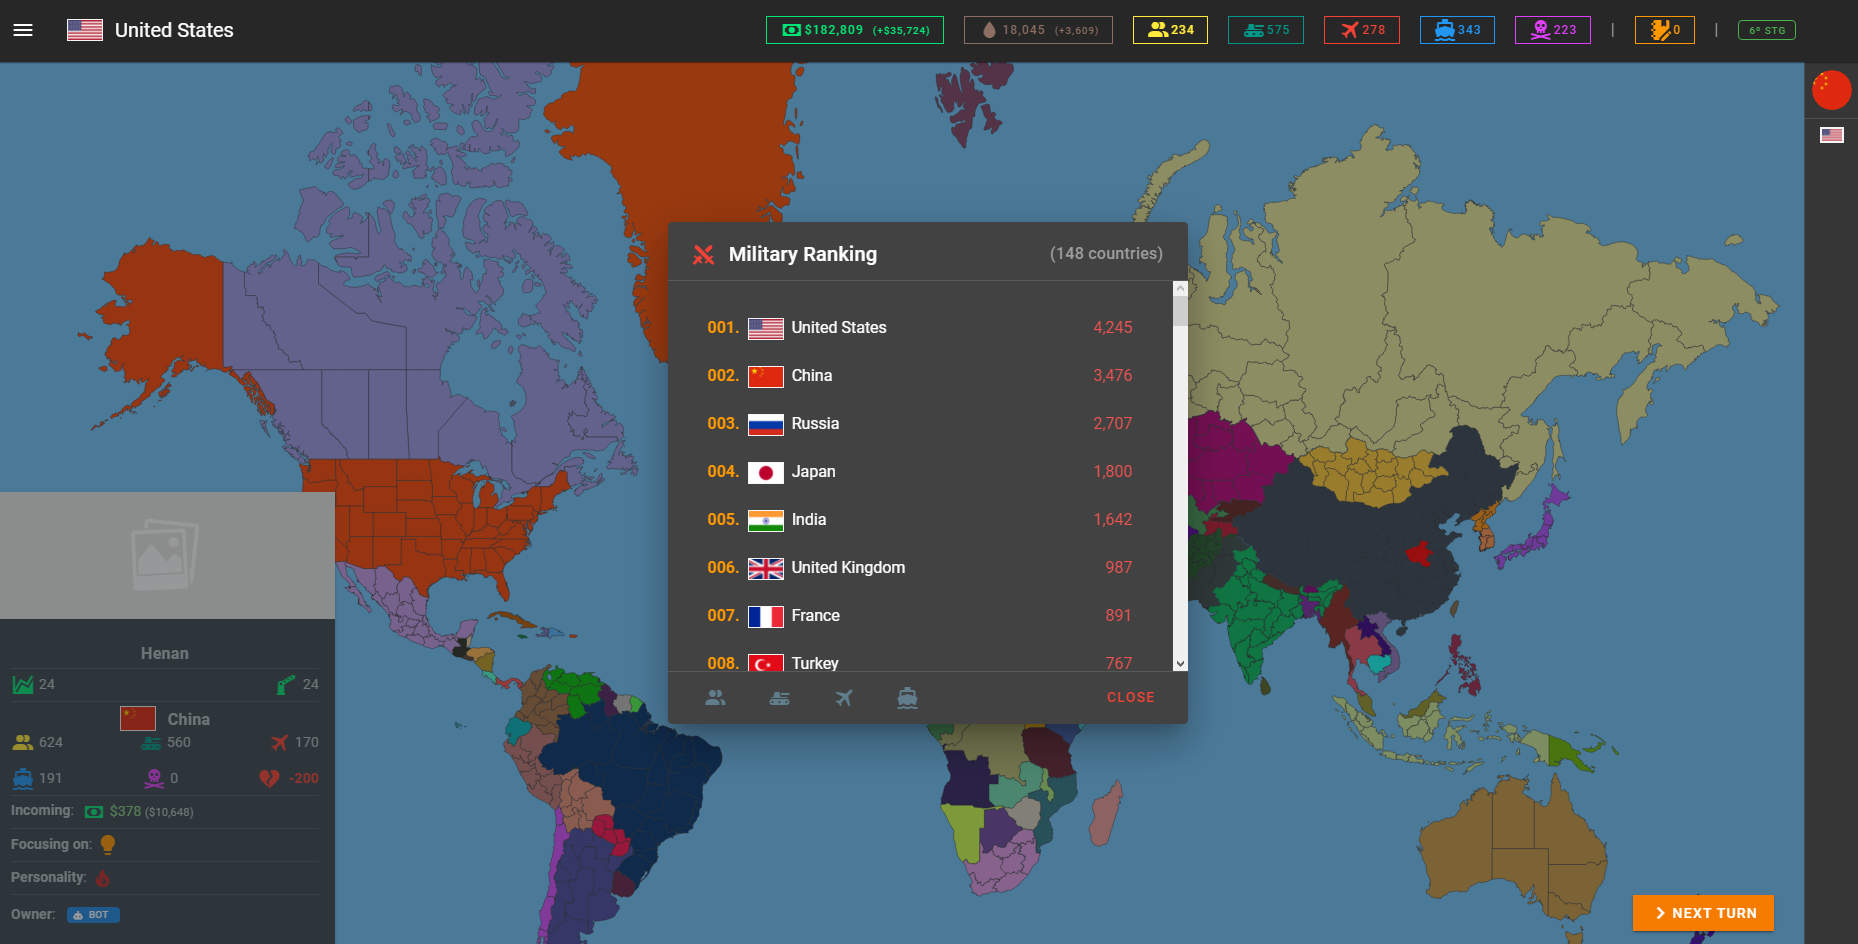 United States
$182,809 (+$35,724)
18,045 (+3,609)
234
575
278
343
223
|
0
|
6º STG
Military Ranking
(148 countries)
001. United States 4,245
002. China 3,476
003. Russia 2,707
004. Japan 1,800
005. India 1,642
006. United Kingdom 987
007. France 891
008. Turkey 767
CLOSE
Henan
24 24
China
624 560 170
191 0 -200
Incoming: $378 ($10,648)
Focusing on:
Personality:
Owner: BOT
NEXT TURN